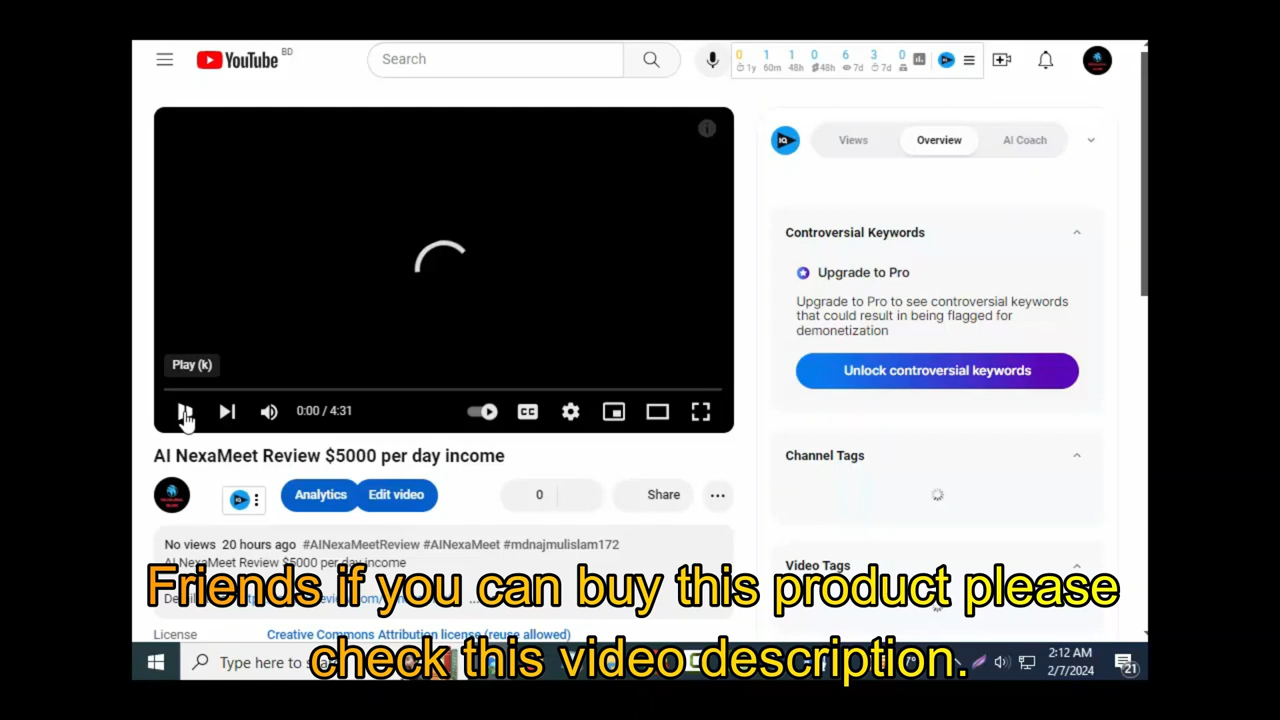 YouTube BD
Search
0 1 1 0 6 3 0
1y 60m 48h 48h 7d 7d
Views Overview AI Coach
Controversial Keywords
Upgrade to Pro
Upgrade to Pro to see controversial keywords
that could result in being flagged for
demonetization
Unlock controversial keywords
Play (k)
0:00 / 4:31
CC
AI NexaMeet Review $5000 per day income
Analytics Edit video 0 Share
Channel Tags
No views 20 hours ago #AINexaMeetReview #AINexaMeet #mdnajmulislam172
AI NexaMeet Review $5000 per day income
Video Tags
Friends if you can buy this product please
License Creative Commons Attribution license (reuse allowed)
check this video description.
Type here to
2:12 AM
2/7/2024
21